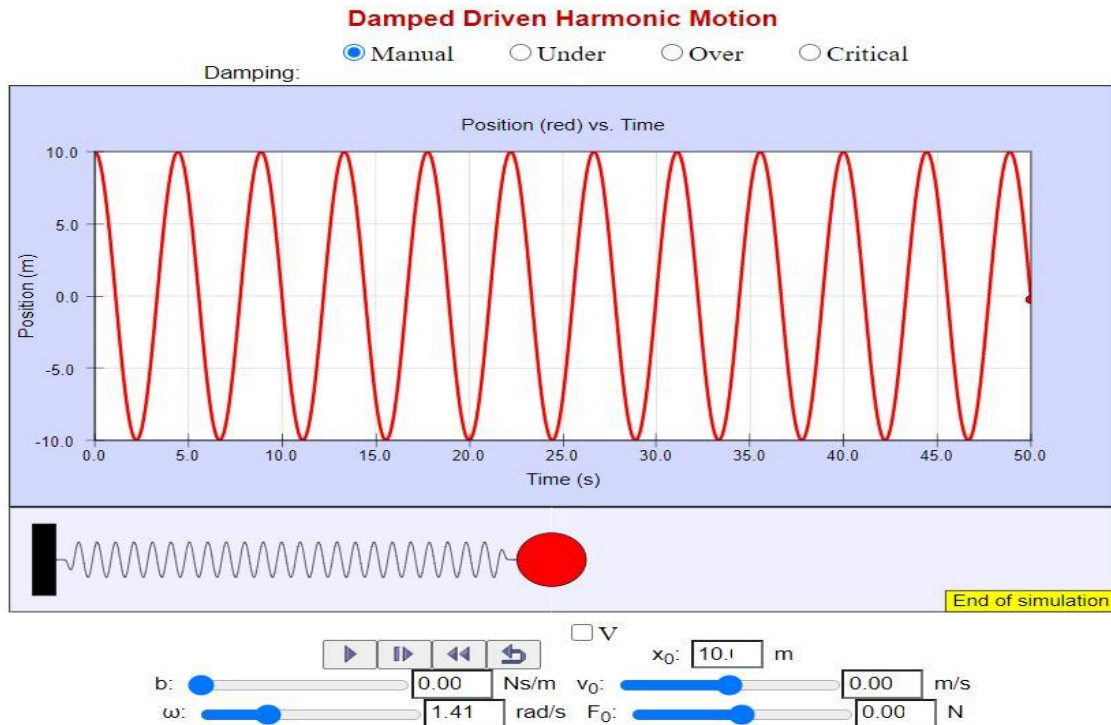 Damped Driven Harmonic Motion
Damping: Manual Under Over Critical
Position (red) vs. Time
Position (m)
10.0
5.0
0.0
-5.0
-10.0
0.0 5.0 10.0 15.0 20.0 25.0 30.0 35.0 40.0 45.0 50.0
Time (s)
End of simulation
V
x0: 10. m
b: 0.00 Ns/m v0: 0.00 m/s
ω: 1.41 rad/s F0: 0.00 N